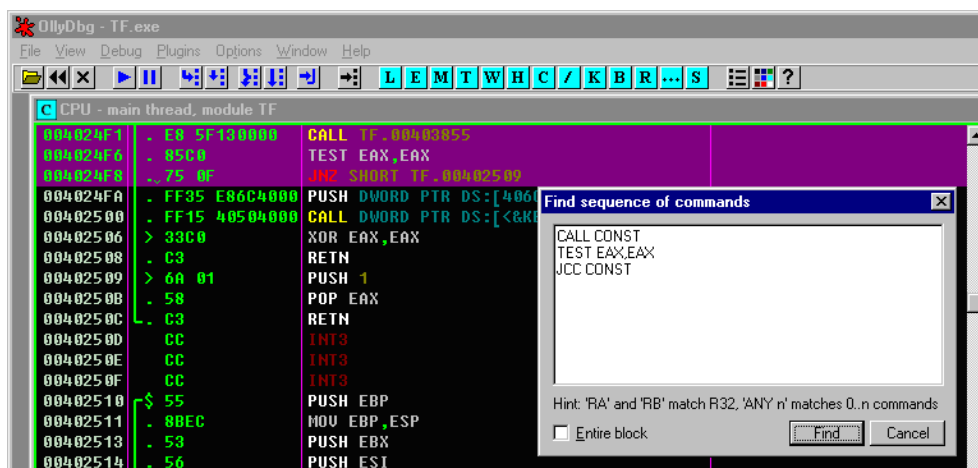 OllyDbg - TF.exe
File View Debug Plugins Options Window Help
L E M T W H C / K B R ... S ?
C CPU - main thread, module TF
004024F1 . E8 5F130000 CALL TF.00403855
004024F6 . 85C0 TEST EAX,EAX
004024F8 . 75 0F JNZ SHORT TF.00402509
004024FA . FF35 E86C4000 PUSH DWORD PTR DS:[406C
00402500 . FF15 40504000 CALL DWORD PTR DS:[<&KE
00402506 > 33C0 XOR EAX,EAX
00402508 . C3 RETN
00402509 > 6A 01 PUSH 1
0040250B . 58 POP EAX
0040250C . C3 RETN
0040250D CC INT3
0040250E CC INT3
0040250F CC INT3
00402510 $ 55 PUSH EBP
00402511 . 8BEC MOV EBP,ESP
00402513 . 53 PUSH EBX
00402514 . 56 PUSH ESI
Find sequence of commands
CALL CONST
TEST EAX,EAX
JCC CONST
Hint: 'RA' and 'RB' match R32, 'ANY n' matches 0..n commands
Entire block Find Cancel